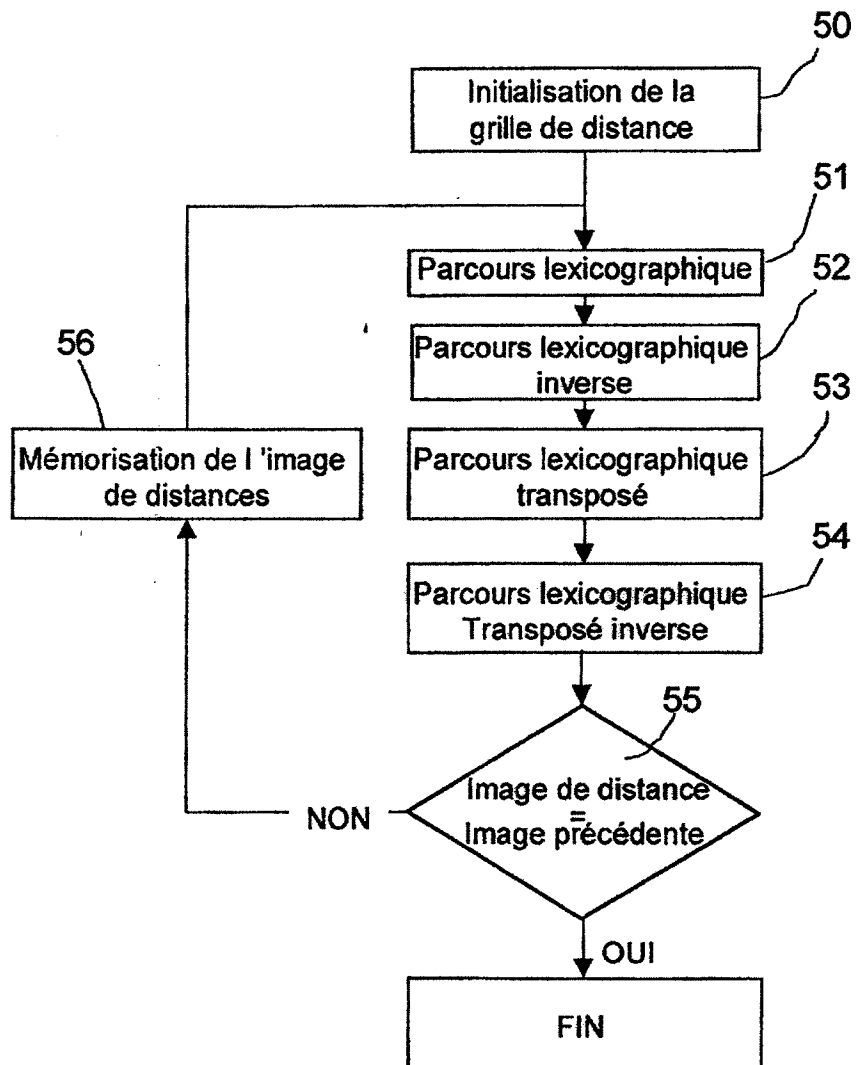 50
Initialisation de la
grille de distance
51
Parcours lexicographique
52
Parcours lexicographique
inverse
56
Mémorisation de l 'image
de distances
53
Parcours lexicographique
transposé
54
Parcours lexicographique
Transposé inverse
55
Image de distance
=
Image précédente
NON
OUI
FIN